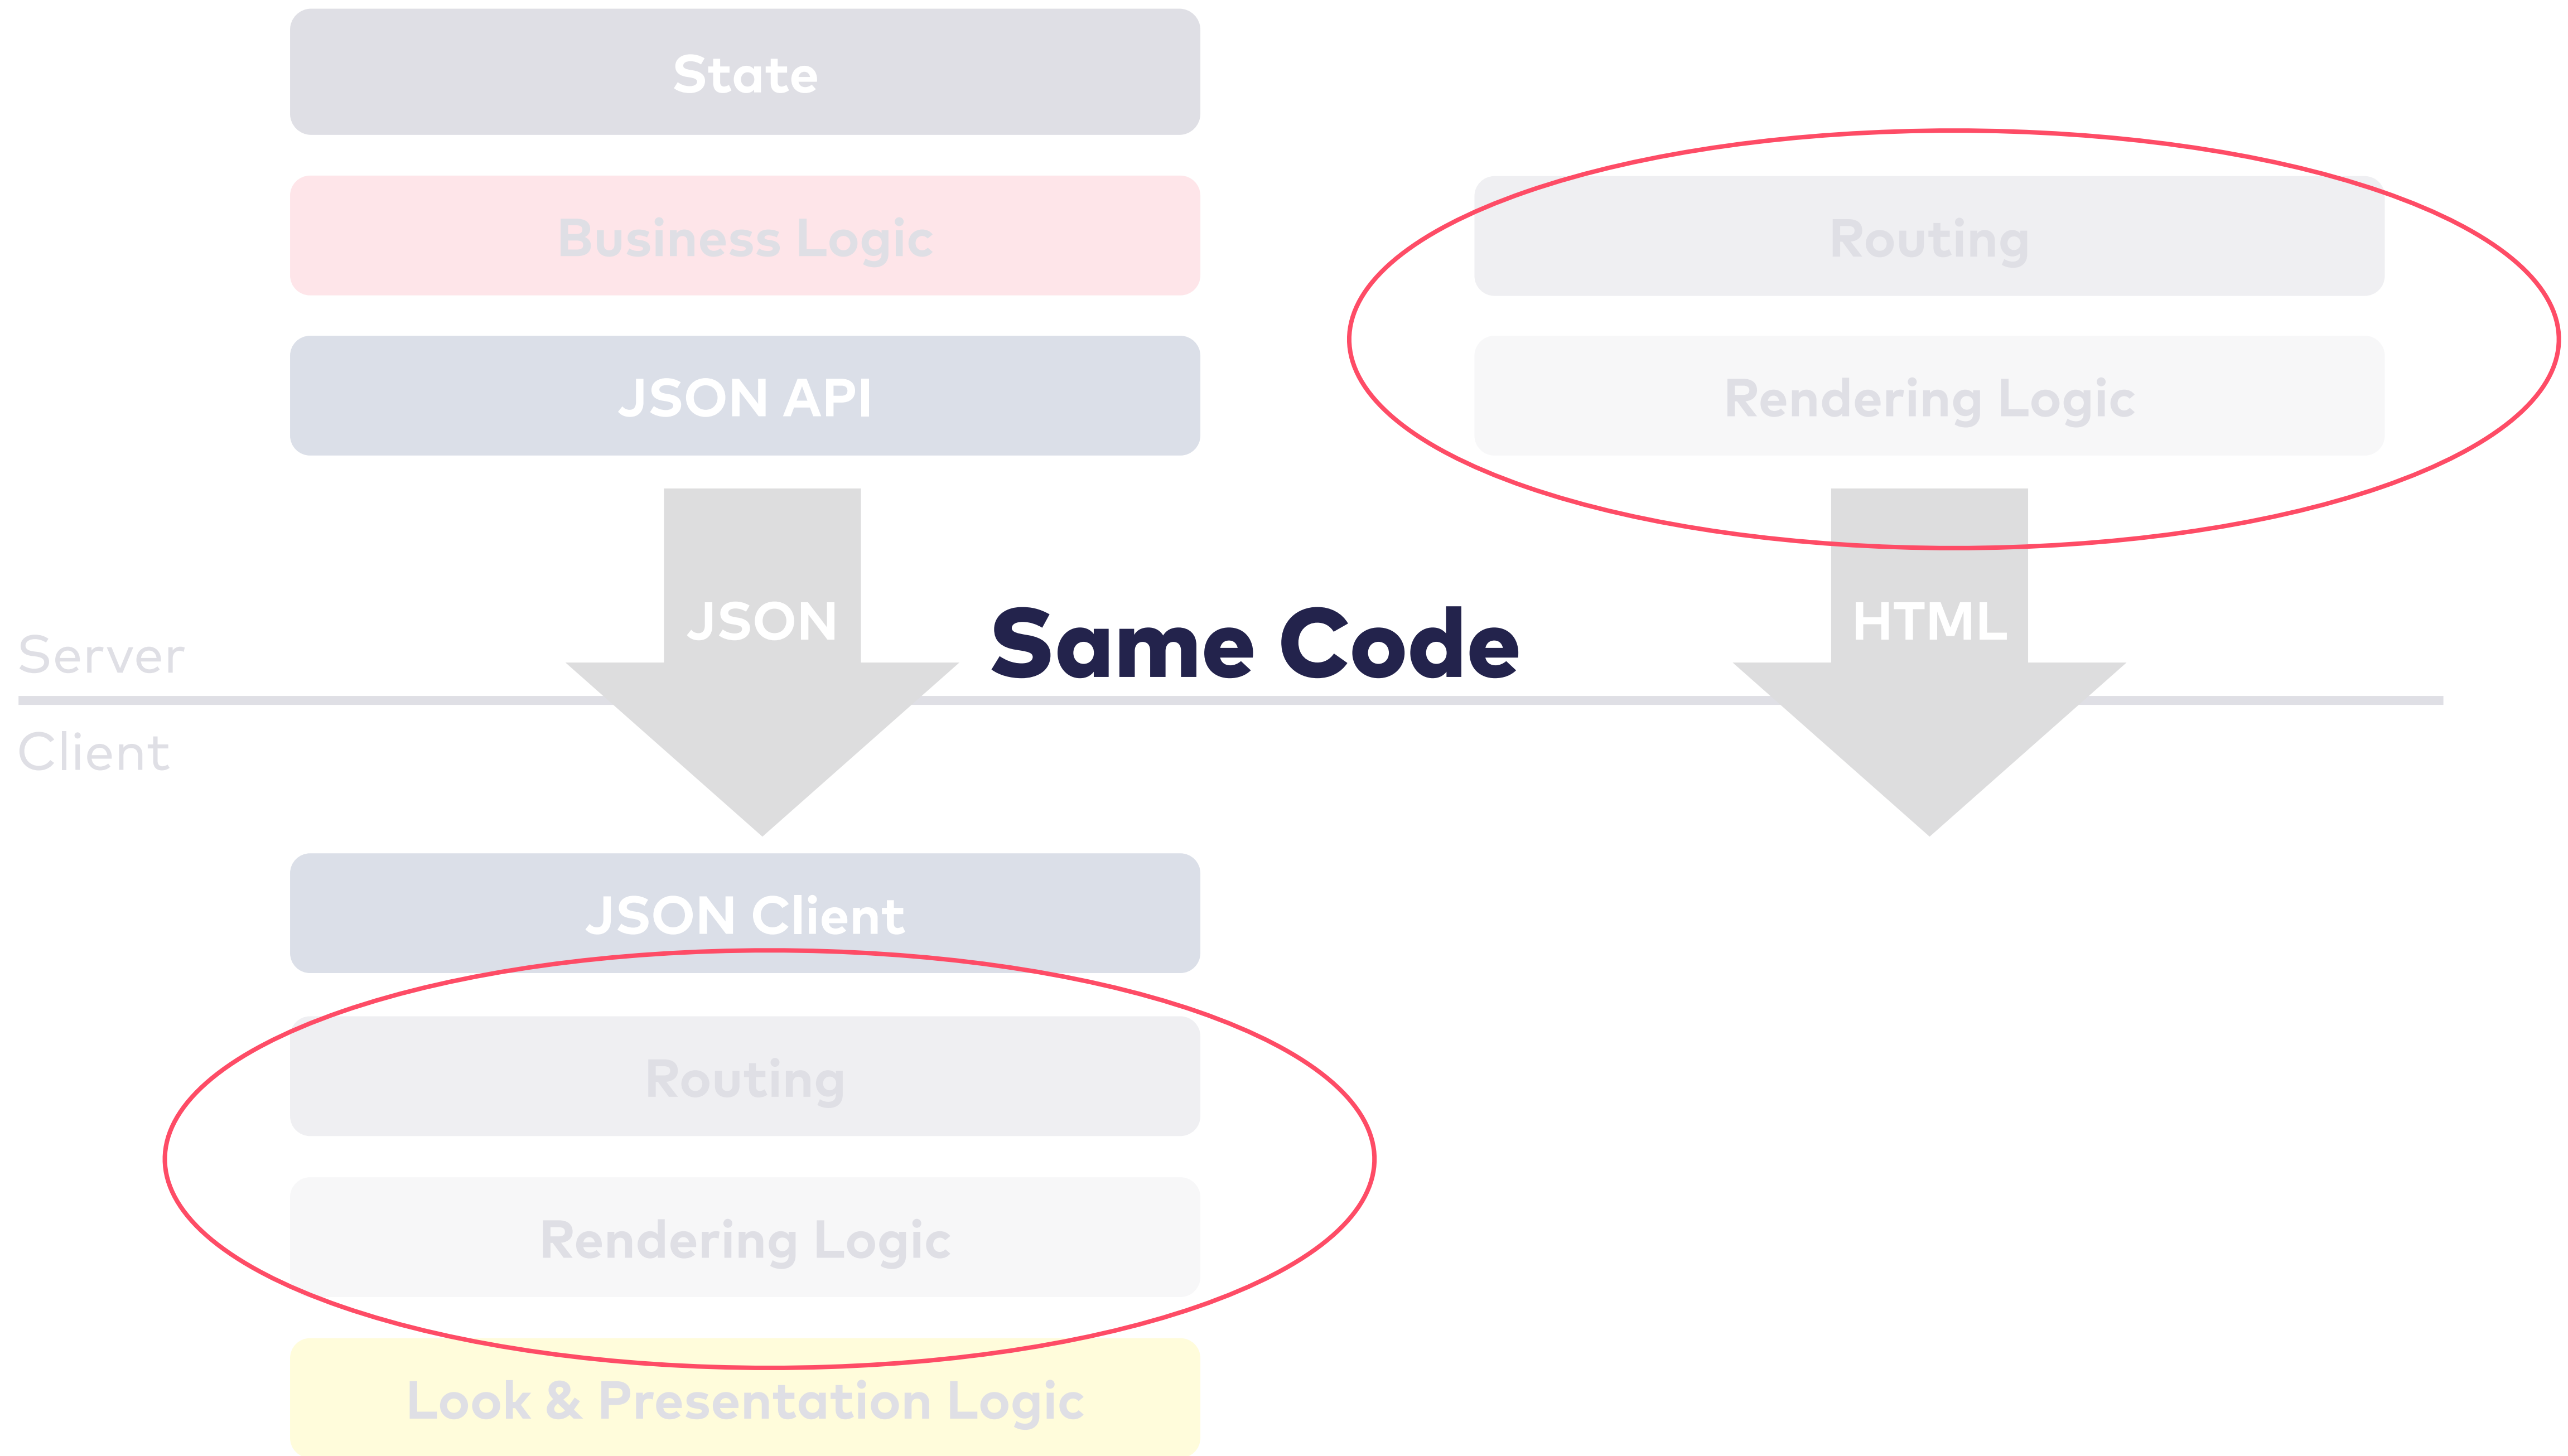 State
Business Logic
Routing
JSON API
Rendering Logic
JSON
HTML
Same Code
Server
Client
JSON Client
Routing
Rendering Logic
Look & Presentation Logic